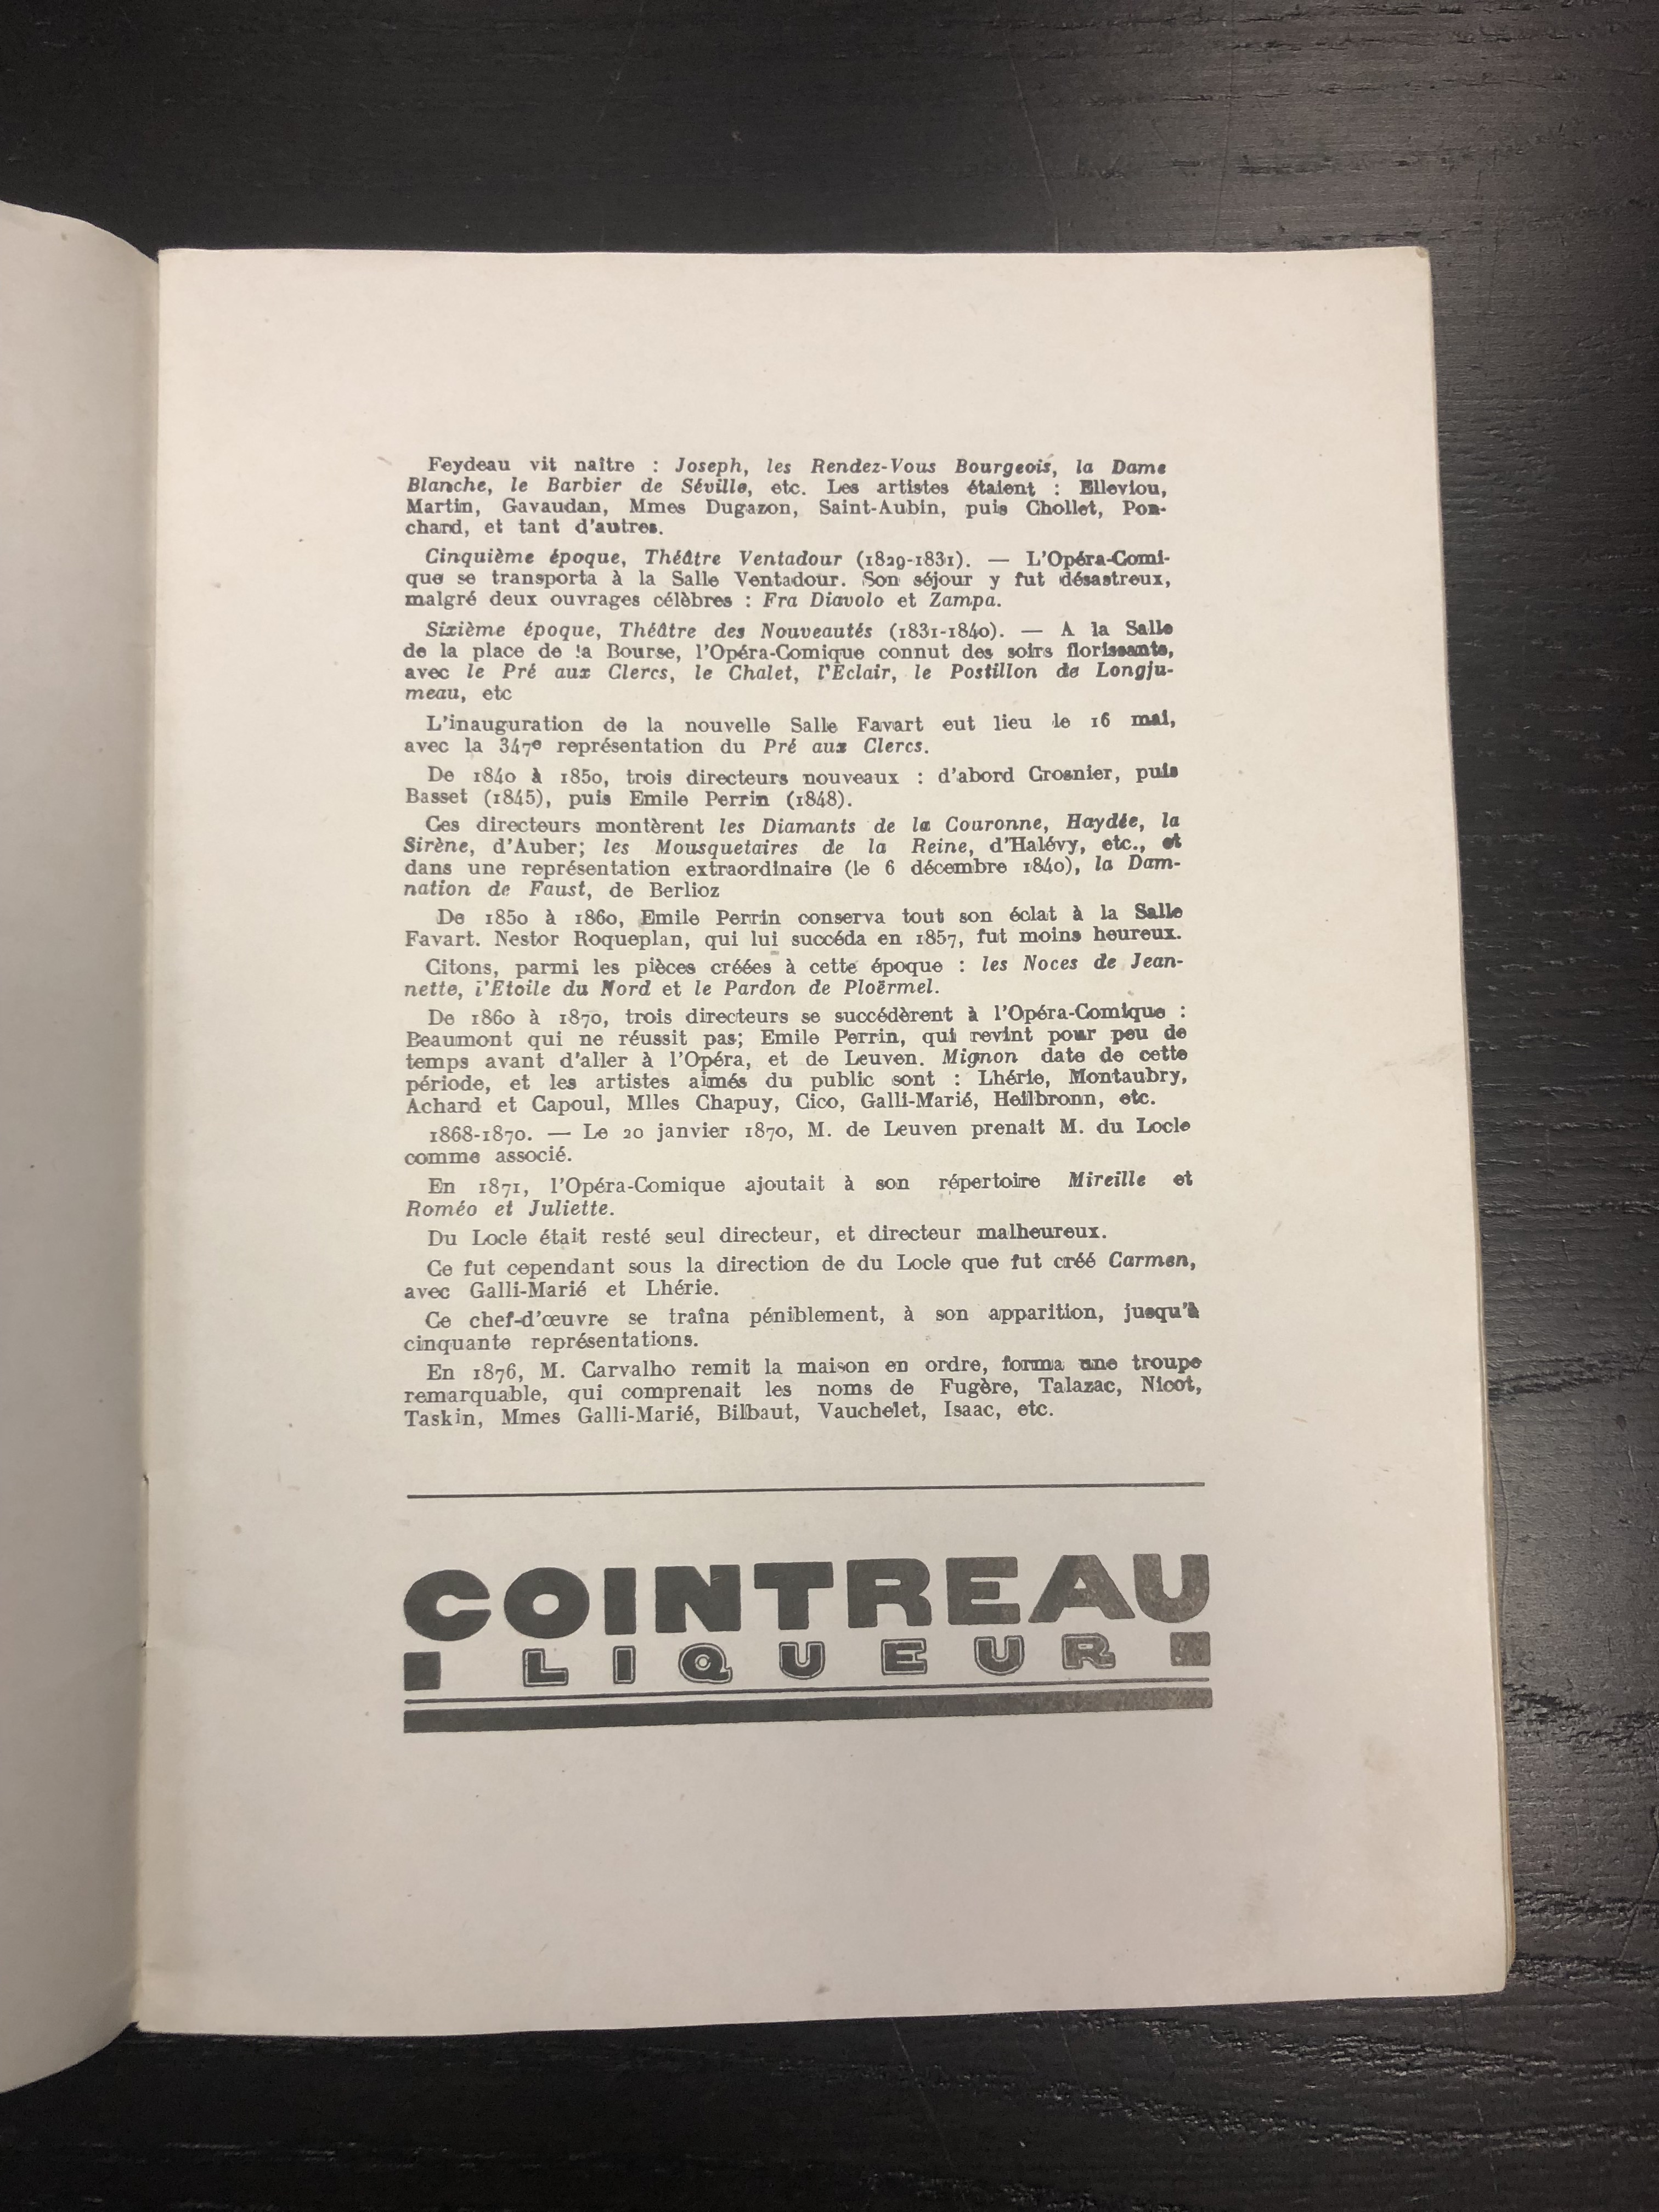 Feydeau vit naître : Joseph, les Rendez-Vous Bourgeois, la Dame
Blanche, le Barbier de Séville, etc. Les artistes étaient : Elleviou,
Martin, Gavaudan, Mmes Dugazon, Saint-Aubin, puis Chollet, Pon-
chard, et tant d'autres.
Cinquième époque, Théâtre Ventadour (1829-1831). — L'Opéra-Comi-
que se transporta à la Salle Ventadour. Son séjour y fut désastreux,
malgré deux ouvrages célèbres : Fra Diavolo et Zampa.
Sixième époque, Théâtre des Nouveautés (1831-1840). — A la Salle
de la place de la Bourse, l'Opéra-Comique connut des soirs florissants,
avec le Pré aux Clercs, le Chalet, l'Eclair, le Postillon de Longju-
meau, etc
L'inauguration de la nouvelle Salle Favart eut lieu le 16 mai,
avec la 347e représentation du Pré aux Clercs.
De 1840 à 1850, trois directeurs nouveaux : d'abord Crosnier, puis
Basset (1845), puis Emile Perrin (1848).
Ces directeurs montèrent les Diamants de la Couronne, Haydée, la
Sirène, d'Auber; les Mousquetaires de la Reine, d'Halévy, etc., et
dans une représentation extraordinaire (le 6 décembre 1840), la Dam-
nation de Faust, de Berlioz
De 1850 à 1860, Emile Perrin conserva tout son éclat à la Salle
Favart. Nestor Roqueplan, qui lui succéda en 1857, fut moins heureux.
Citons, parmi les pièces créées à cette époque : les Noces de Jean-
nette, l'Etoile du Nord et le Pardon de Ploërmel.
De 1860 à 1870, trois directeurs se succédèrent à l'Opéra-Comique :
Beaumont qui ne réussit pas; Emile Perrin, qui revint pour peu de
temps avant d'aller à l'Opéra, et de Leuven. Mignon date de cette
période, et les artistes aimés du public sont : Lhérie, Montaubry,
Achard et Capoul, Mlles Chapuy, Cico, Galli-Marié, Heilbronn, etc.
1868-1870. — Le 20 janvier 1870, M. de Leuven prenait M. du Locle
comme associé.
En 1871, l'Opéra-Comique ajoutait à son répertoire Mireille et
Roméo et Juliette.
Du Locle était resté seul directeur, et directeur malheureux.
Ce fut cependant sous la direction de du Locle que fut créé Carmen,
avec Galli-Marié et Lhérie.
Ce chef-d'œuvre se traîna péniblement, à son apparition, jusqu'à
cinquante représentations.
En 1876, M. Carvalho remit la maison en ordre, forma une troupe
remarquable, qui comprenait les noms de Fugère, Talazac, Nicot,
Taskin, Mmes Galli-Marié, Bilbaut, Vauchelet, Isaac, etc.
COINTREAU
LIQUEUR